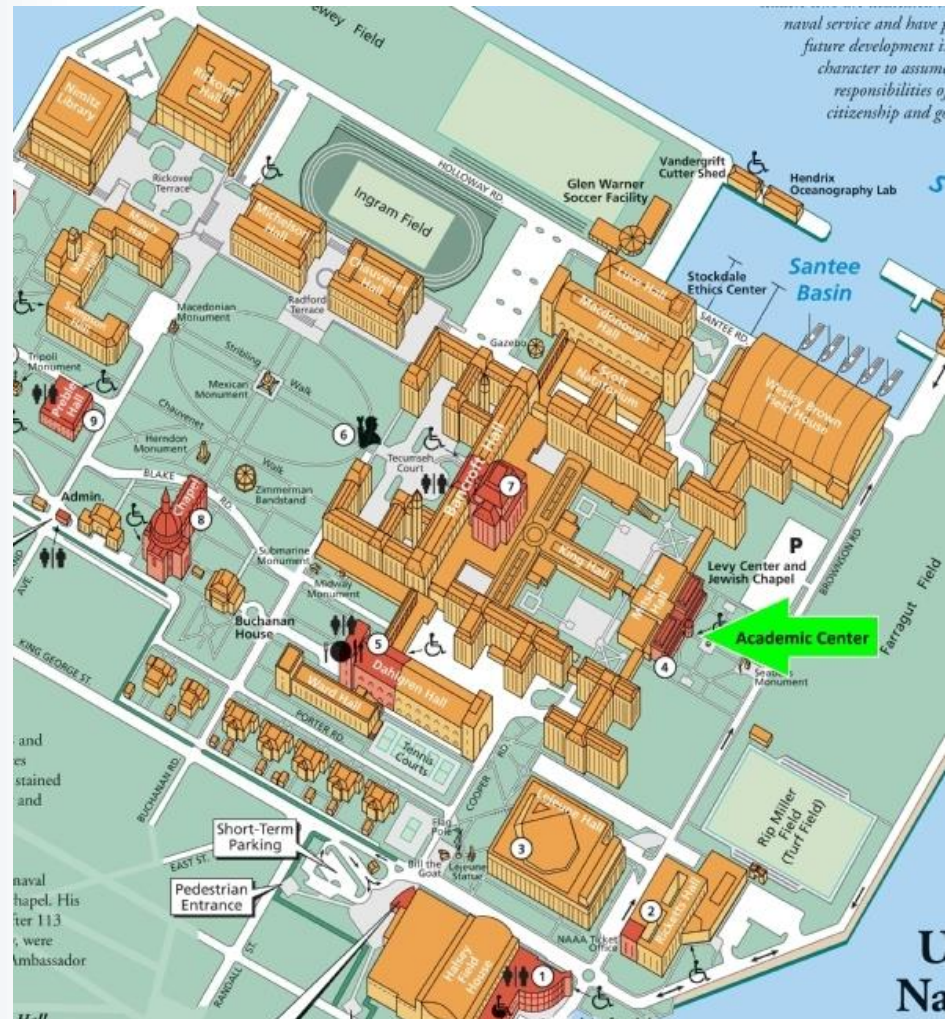 naval service and have p
future development i
character to assum
responsibilities o
citizenship and go
ewey Field
Nimitz
Library
Rickover
Hall
Rickover
Terrace
HOLLOWAY RD.
Vandergrift
Cutter Shed
Hendrix
Oceanography Lab
Glen Warner
Soccer Facility
S
Maury Hall
Michelson
Hall
Ingram Field
Chauvenet
Hall
Luce Hall
Stockdale
Ethics Center
Santee
Basin
SANTEE RD.
Macdonough
Hall
Scott
Natatorium
Gazebo
Radford
Terrace
Macedonian
Monument
Stribling
Walk
Tripoli
Monument
Mexican
Monument
Wesley Brown
Field House
Preble
Hall
9
Chauvenet
Walk
6
Herndon
Monument
Tecumseh
Court
Bancroft Hall
7
BLAKE
RD.
Zimmerman
Bandstand
Admin.
Chapel
8
AVE.
Submarine
Monument
Midway
Monument
King Hall
Mitscher
Hall
P
Levy Center and
Jewish Chapel
BROWNSON RD.
Farragut Field
Academic Center
4
Seabees
Monument
Buchanan
House
5
Dahlgren Hall
Ward Hall
KING GEORGE ST.
PORTER RD
Tennis
Courts
COOPER
RD.
BUCHANAN RD.
s and
es
stained
and
Lejeune Hall
3
Rip Miller
Field
(Turf Field)
Short-Term
Parking
EAST ST.
Flag
Pole
Bill the
Goat
Lejeune
Statue
Pedestrian
Entrance
2
Ricketts Hall
naval
hapel. His
fter 113
, were
Ambassador
NAAA Ticket
Office
RANDALL
ST.
Halsey
Field
House
1
U
Na
Hall